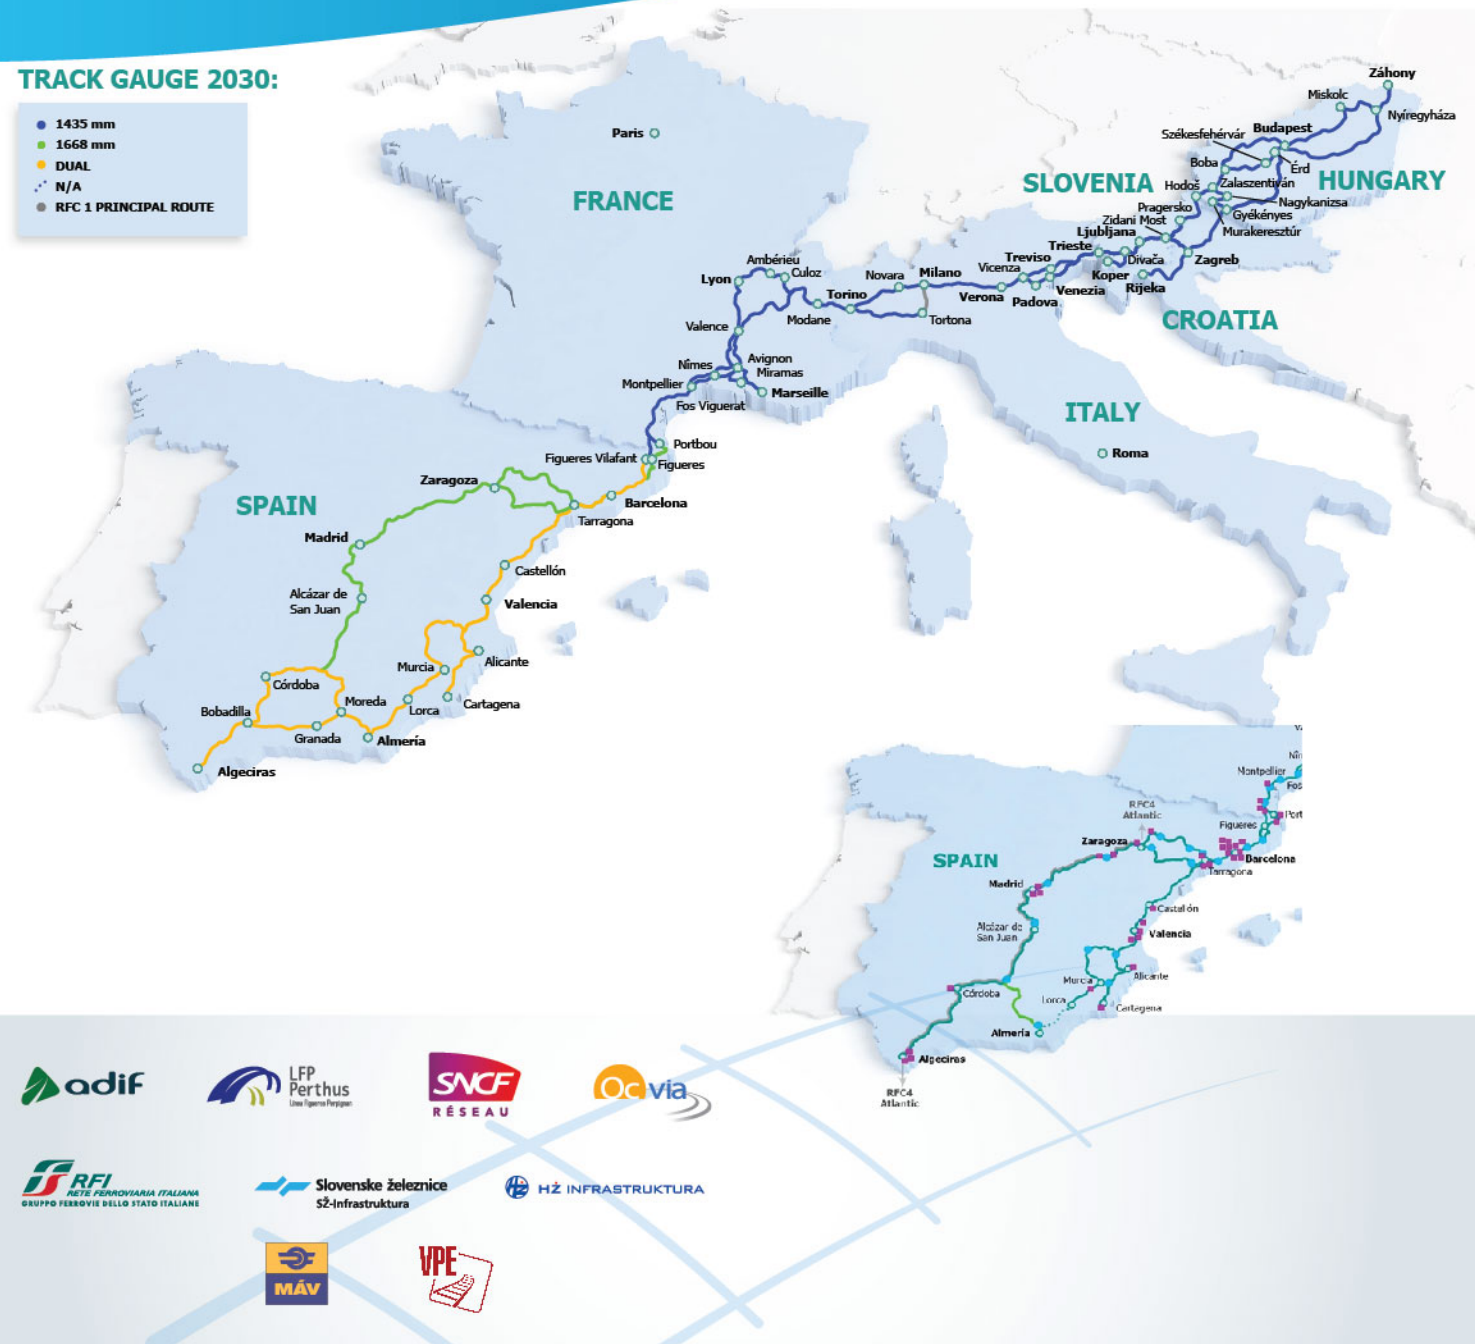 TRACK GAUGE 2030:
1435 mm
1668 mm
DUAL
N/A
RFC 1 PRINCIPAL ROUTE
Záhony
Miskolc
Nyíregyháza
Paris
Székesfehérvár
Budapest
Boba
Érd
SLOVENIA
HUNGARY
Hodoš
Zalaszentiván
FRANCE
Nagykanizsa
Pragersko
Gyékényes
Zidani Most
Murakeresztúr
Ljubljana
Trieste
Treviso
Divača
Zagreb
Ambérieu
Vicenza
Lyon
Culoz
Novara
Milano
Koper
Rijeka
Torino
Verona
Padova
Venezia
Modane
Tortona
CROATIA
Valence
Avignon
Nîmes
Miramas
Montpellier
Marseille
Fos Viguerat
ITALY
Portbou
Roma
Figueres Vilafant
Figueres
Zaragoza
SPAIN
Barcelona
Tarragona
Madrid
Castellón
Alcázar de
San Juan
Valencia
Murcia
Alicante
Córdoba
Moreda
Cartagena
Bobadilla
Lorca
Granada
Almería
Algeciras
Montpellier
Fos
RFC4
Atlantic
Port
Figueres
Zaragoza
SPAIN
Barcelona
Tarragona
Madrid
Castellón
Alcázar de
San Juan
Valencia
Murcia
Alicante
Córdoba
Lorca
Cartagena
Almería
Algeciras
RFC4
Atlantic
adif
LFP
Perthus
Línea Figueras Perpignan
SNCF
RÉSEAU
Oc via
RFI
RETE FERROVIARIA ITALIANA
GRUPPO FERROVIE DELLO STATO ITALIANE
Slovenske železnice
SŽ-Infrastruktura
HŽ INFRASTRUKTURA
MÁV
VPE